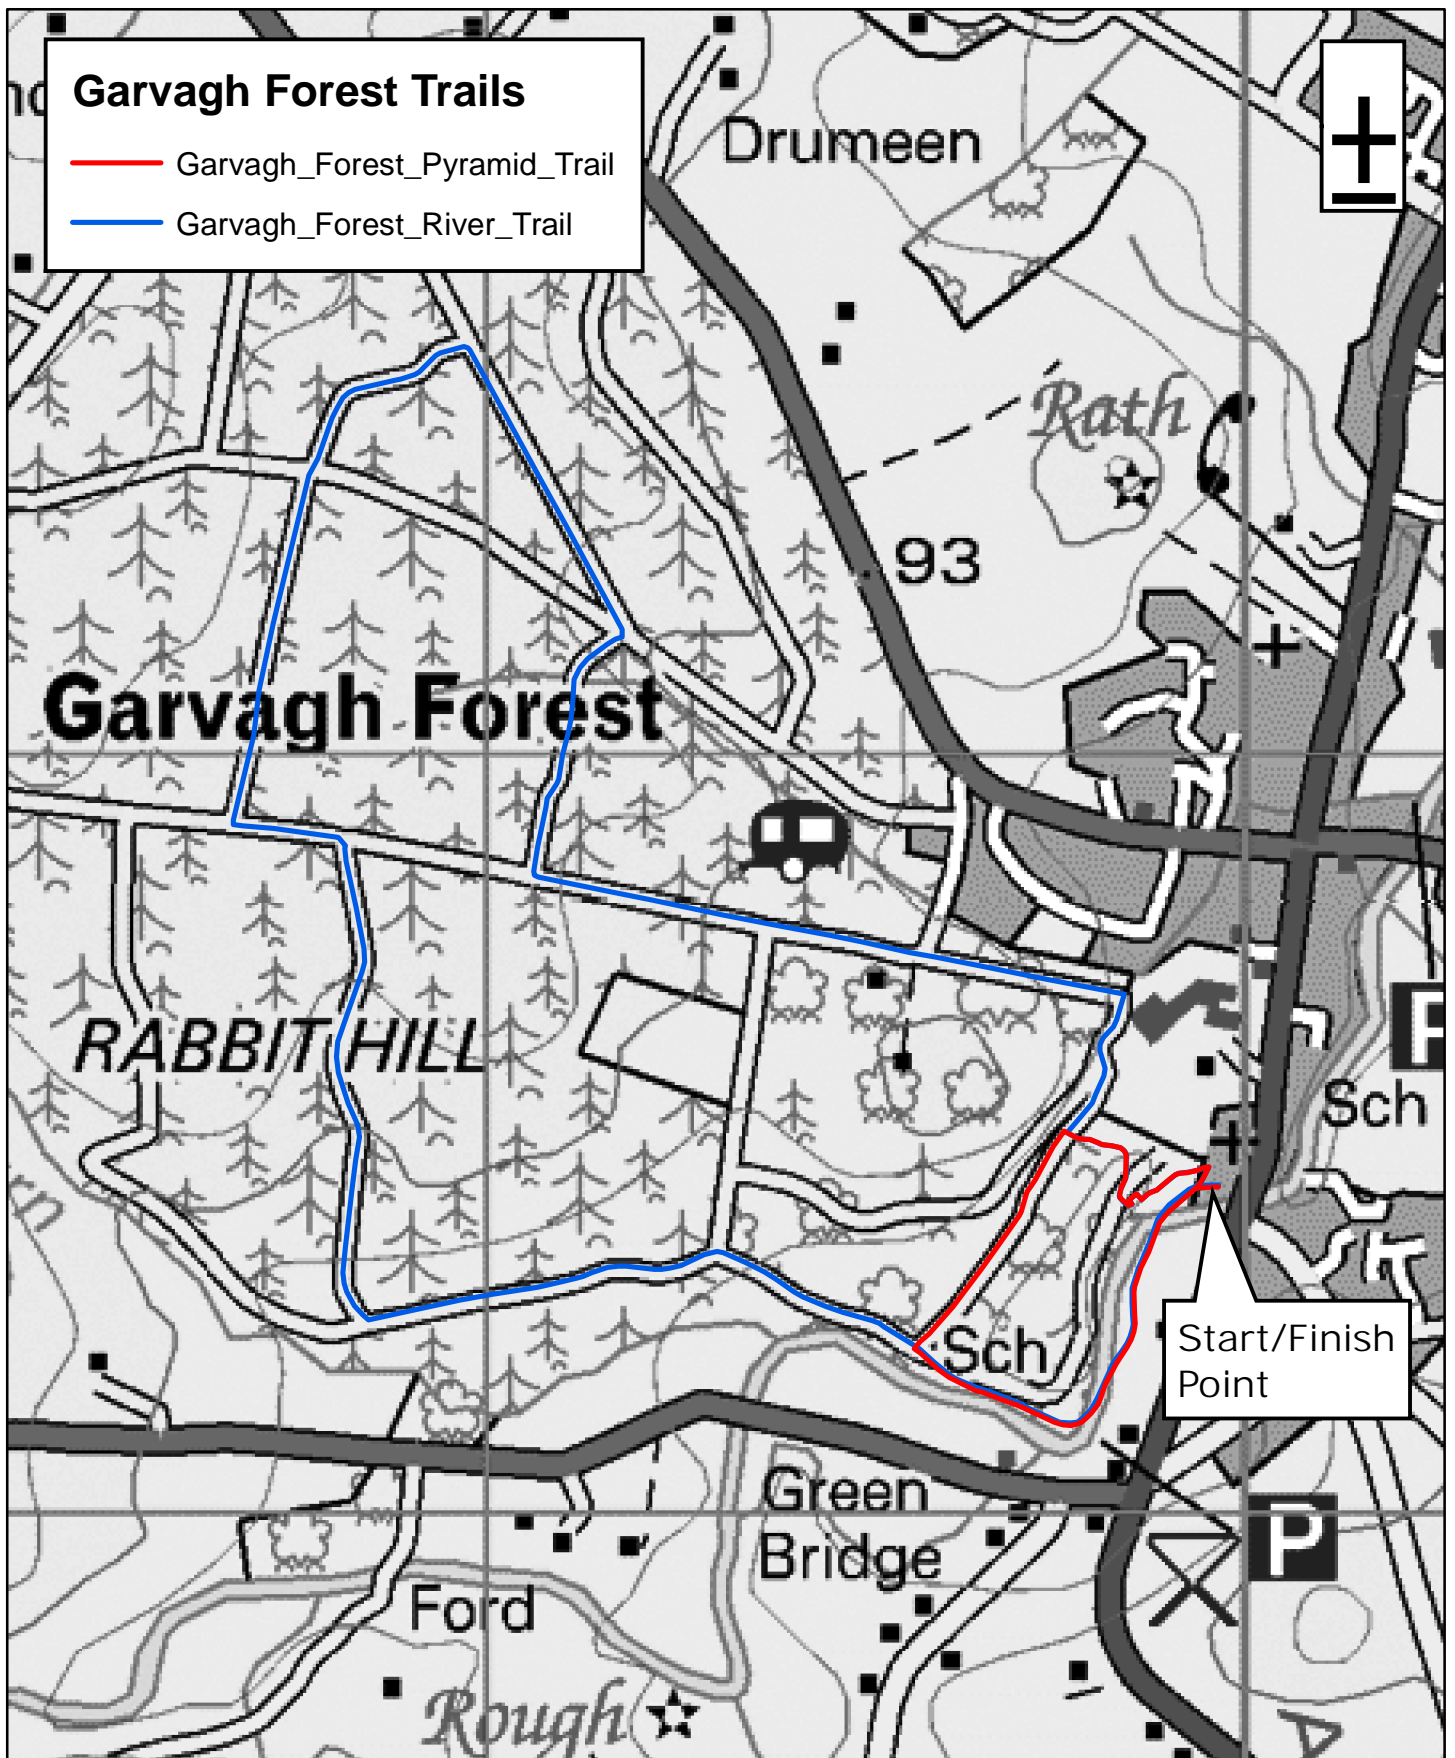 Garvagh Forest Trails
Garvagh_Forest_Pyramid_Trail
Garvagh_Forest_River_Trail
Drumeen
Rath
93
Garvagh Forest
RABBIT HILL
P
Sch
Sch
Start/Finish
Point
Green
Bridge
P
Ford
Rough